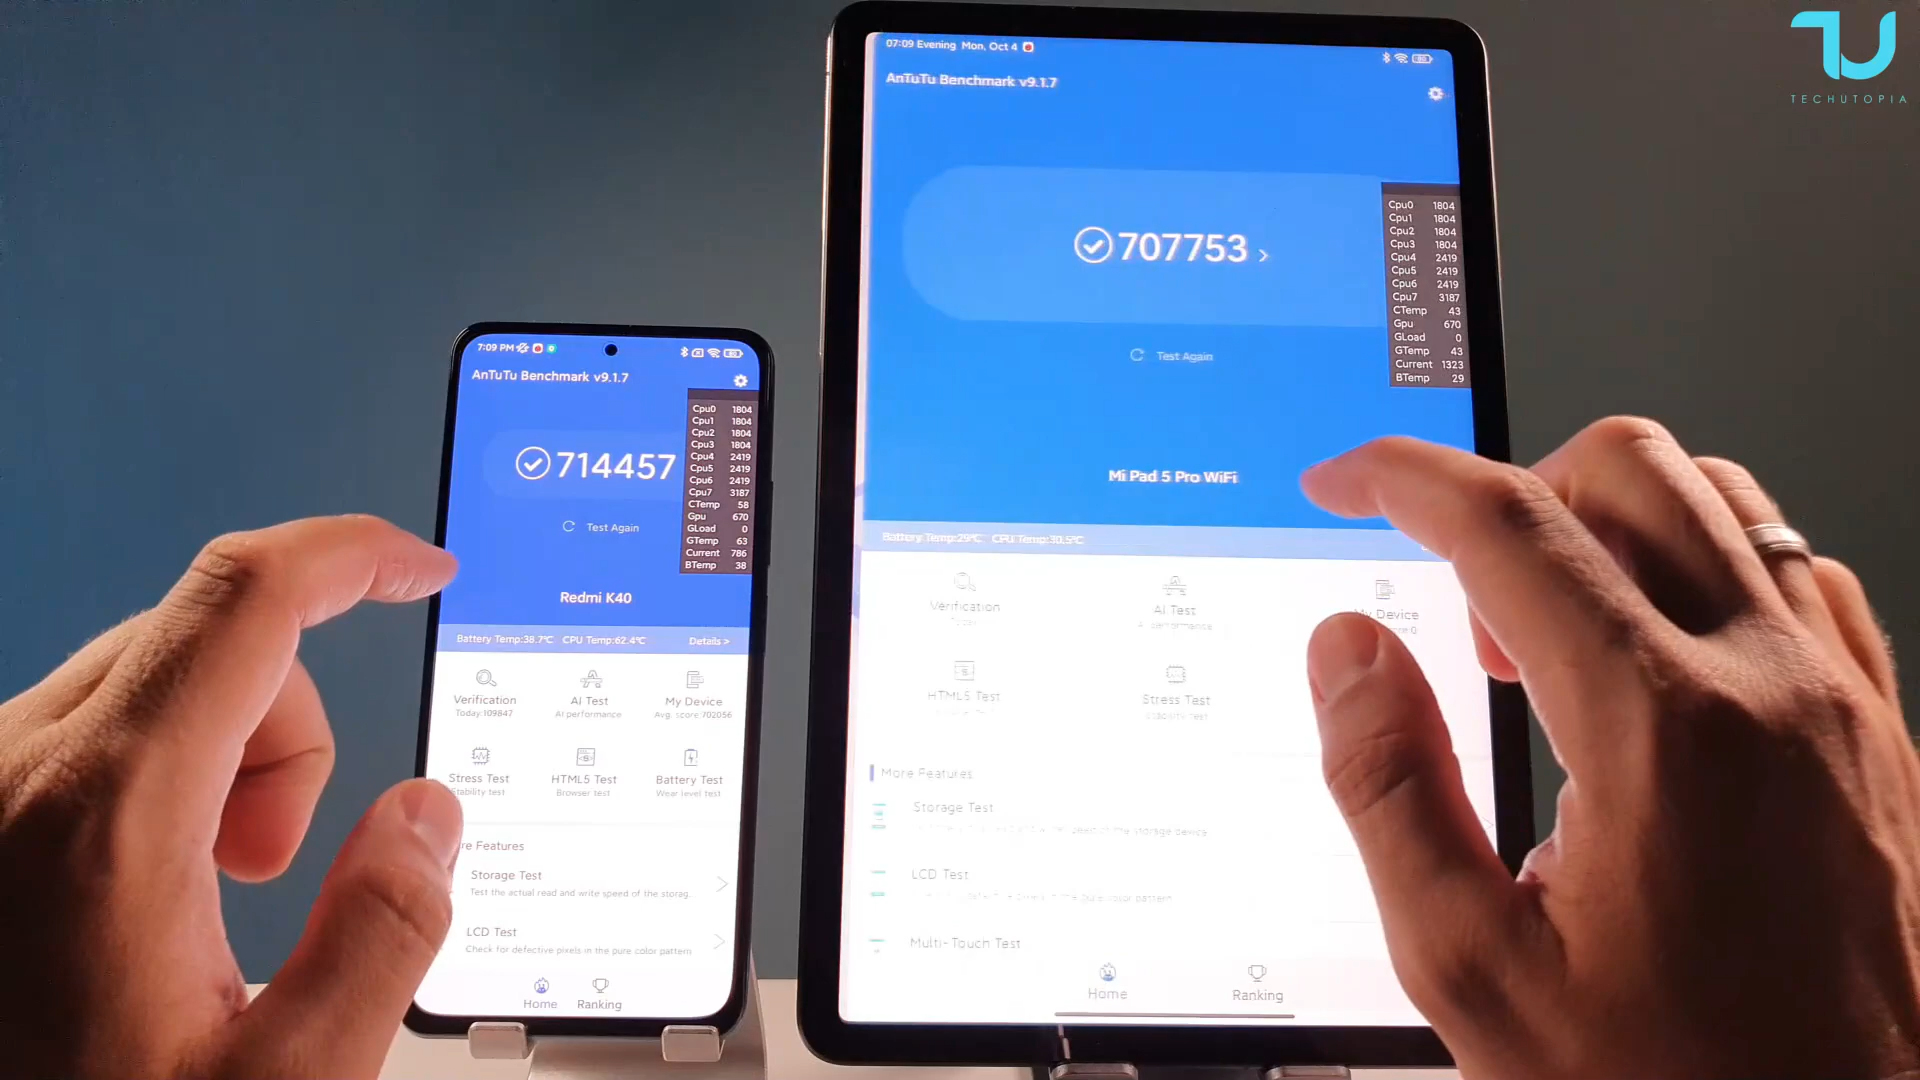 TECHUTOPIA
7:09 PM
AnTuTu Benchmark v9.1.7
714457
Test Again
Redmi K40
Cpu0 1804
Cpu1 1804
Cpu2 1804
Cpu3 1804
Cpu4 2419
Cpu5 2419
Cpu6 2419
Cpu7 3187
CTemp 58
Gpu 670
GLoad 0
GTemp 63
Current 786
BTemp 38
Battery Temp:38.7°C CPU Temp:62.4°C Details >
Verification AI Test My Device
Today:109847 AI performance Avg. score:702056
Stress Test HTML5 Test Battery Test
Stability test Browser test Wear level test
re Features
Storage Test
Test the actual read and write speed of the storag..
LCD Test
Check for defective pixels in the pure color pattern
Home Ranking
07:09 Evening Mon, Oct 4
AnTuTu Benchmark v9.1.7
707753 >
Test Again
Mi Pad 5 Pro WiFi
Cpu0 1804
Cpu1 1804
Cpu2 1804
Cpu3 1804
Cpu4 2419
Cpu5 2419
Cpu6 2419
Cpu7 3187
CTemp 43
Gpu 670
GLoad 0
GTemp 43
Current 1323
BTemp 29
Battery Temp:29°C CPU Temp:30.5°C
Verification AI Test My Device
AI performance
HTML5 Test Stress Test
Stability test
More Features
Storage Test
LCD Test
Multi-Touch Test
Home Ranking